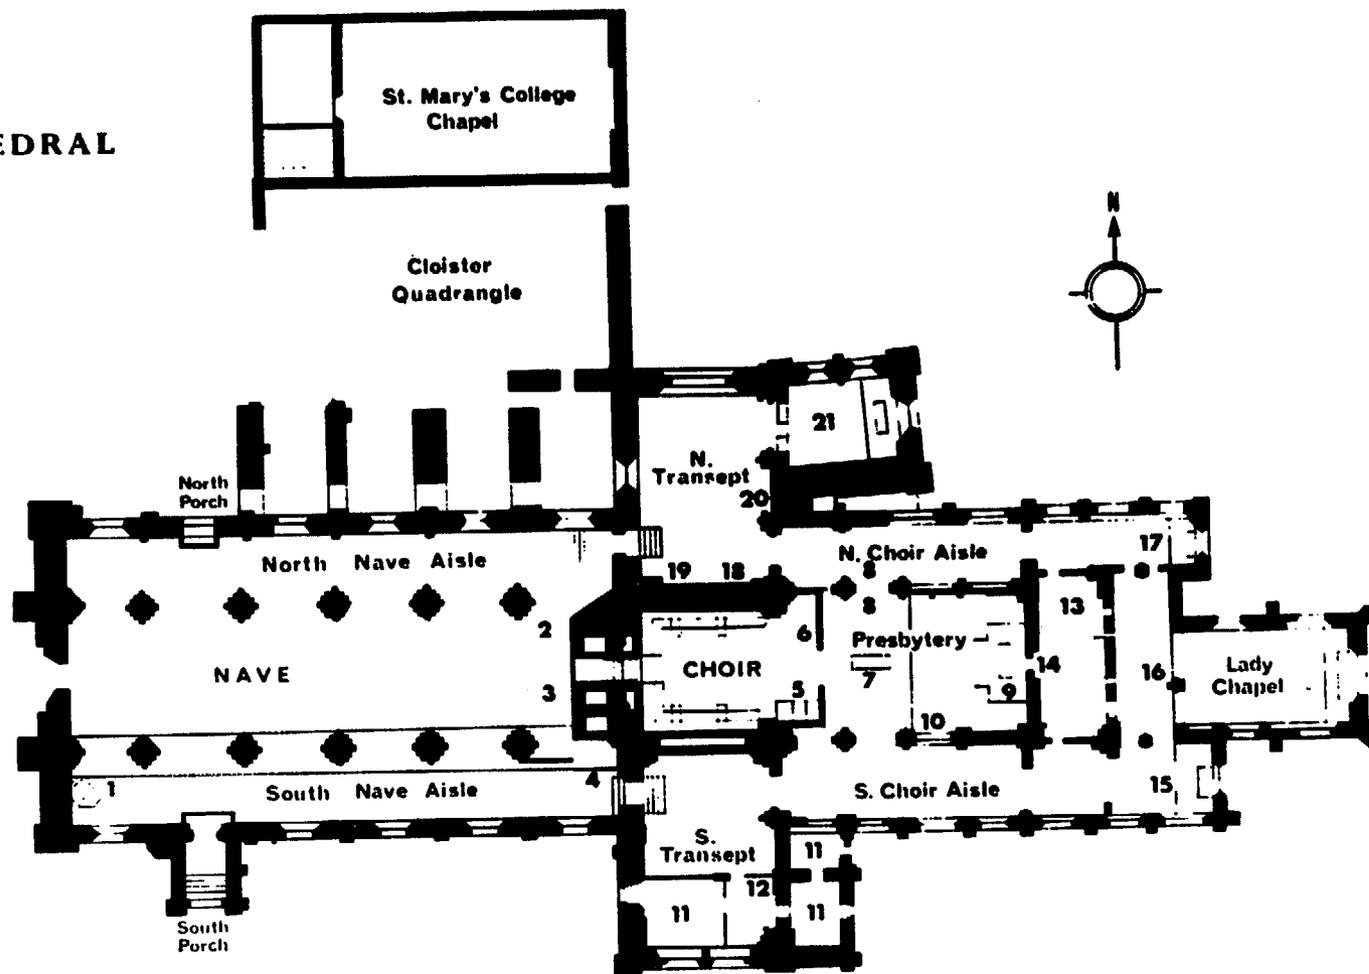 St. Mary's College
Chapel
EDRAL
N
Cloister
Quadrangle
21
N.
Transept
North
Porch
20
North Nave Aisle
N. Choir Aisle
17
19
18
8
8
13
2
6
Presbytery
NAVE
CHOIR
7
14
16
Lady
Chapel
3
5
9
10
1
South Nave Aisle
4
S. Choir Aisle
15
S.
Transept
11
12
11
11
South
Porch